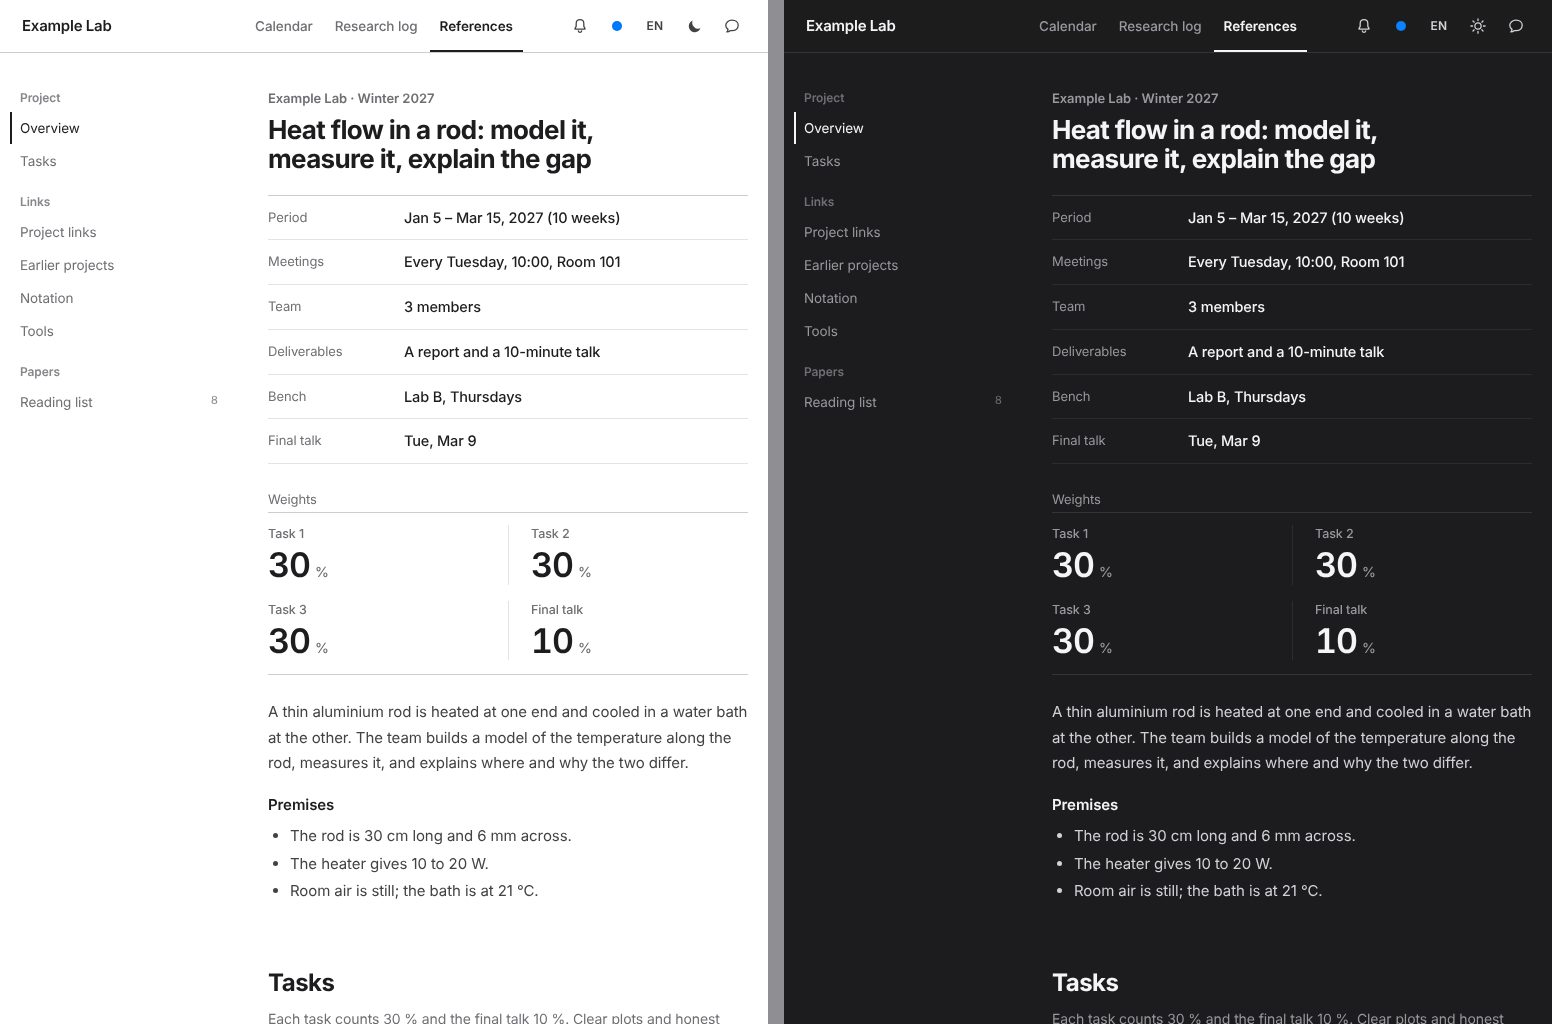 Example Lab
Calendar
Research log
References
EN
Project
Overview
Tasks
Links
Project links
Earlier projects
Notation
Tools
Papers
Reading list 8
Example Lab · Winter 2027
Heat flow in a rod: model it,
measure it, explain the gap
Period Jan 5 – Mar 15, 2027 (10 weeks)
Meetings Every Tuesday, 10:00, Room 101
Team 3 members
Deliverables A report and a 10-minute talk
Bench Lab B, Thursdays
Final talk Tue, Mar 9
Weights
Task 1
30 %
Task 2
30 %
Task 3
30 %
Final talk
10 %
A thin aluminium rod is heated at one end and cooled in a water bath
at the other. The team builds a model of the temperature along the
rod, measures it, and explains where and why the two differ.
Premises
• The rod is 30 cm long and 6 mm across.
• The heater gives 10 to 20 W.
• Room air is still; the bath is at 21 °C.
Tasks
Each task counts 30 % and the final talk 10 %. Clear plots and honest
Example Lab
Calendar
Research log
References
EN
Project
Overview
Tasks
Links
Project links
Earlier projects
Notation
Tools
Papers
Reading list 8
Example Lab · Winter 2027
Heat flow in a rod: model it,
measure it, explain the gap
Period Jan 5 – Mar 15, 2027 (10 weeks)
Meetings Every Tuesday, 10:00, Room 101
Team 3 members
Deliverables A report and a 10-minute talk
Bench Lab B, Thursdays
Final talk Tue, Mar 9
Weights
Task 1
30 %
Task 2
30 %
Task 3
30 %
Final talk
10 %
A thin aluminium rod is heated at one end and cooled in a water bath
at the other. The team builds a model of the temperature along the
rod, measures it, and explains where and why the two differ.
Premises
• The rod is 30 cm long and 6 mm across.
• The heater gives 10 to 20 W.
• Room air is still; the bath is at 21 °C.
Tasks
Each task counts 30 % and the final talk 10 %. Clear plots and honest